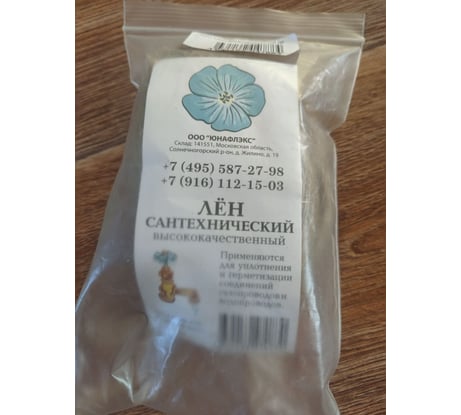 ООО "ЮНАФЛЭКС"
Склад: 141551, Московская область,
Солнечногорский р-он, д. Жилино, д. 19
+7 (495) 587-27-98
+7 (916) 112-15-03
ЛЁН
САНТЕХНИЧЕСКИЙ
высококачественный
Применяются
для уплотнения
и герметизации
соединений
газопроводов и
водопроводов.